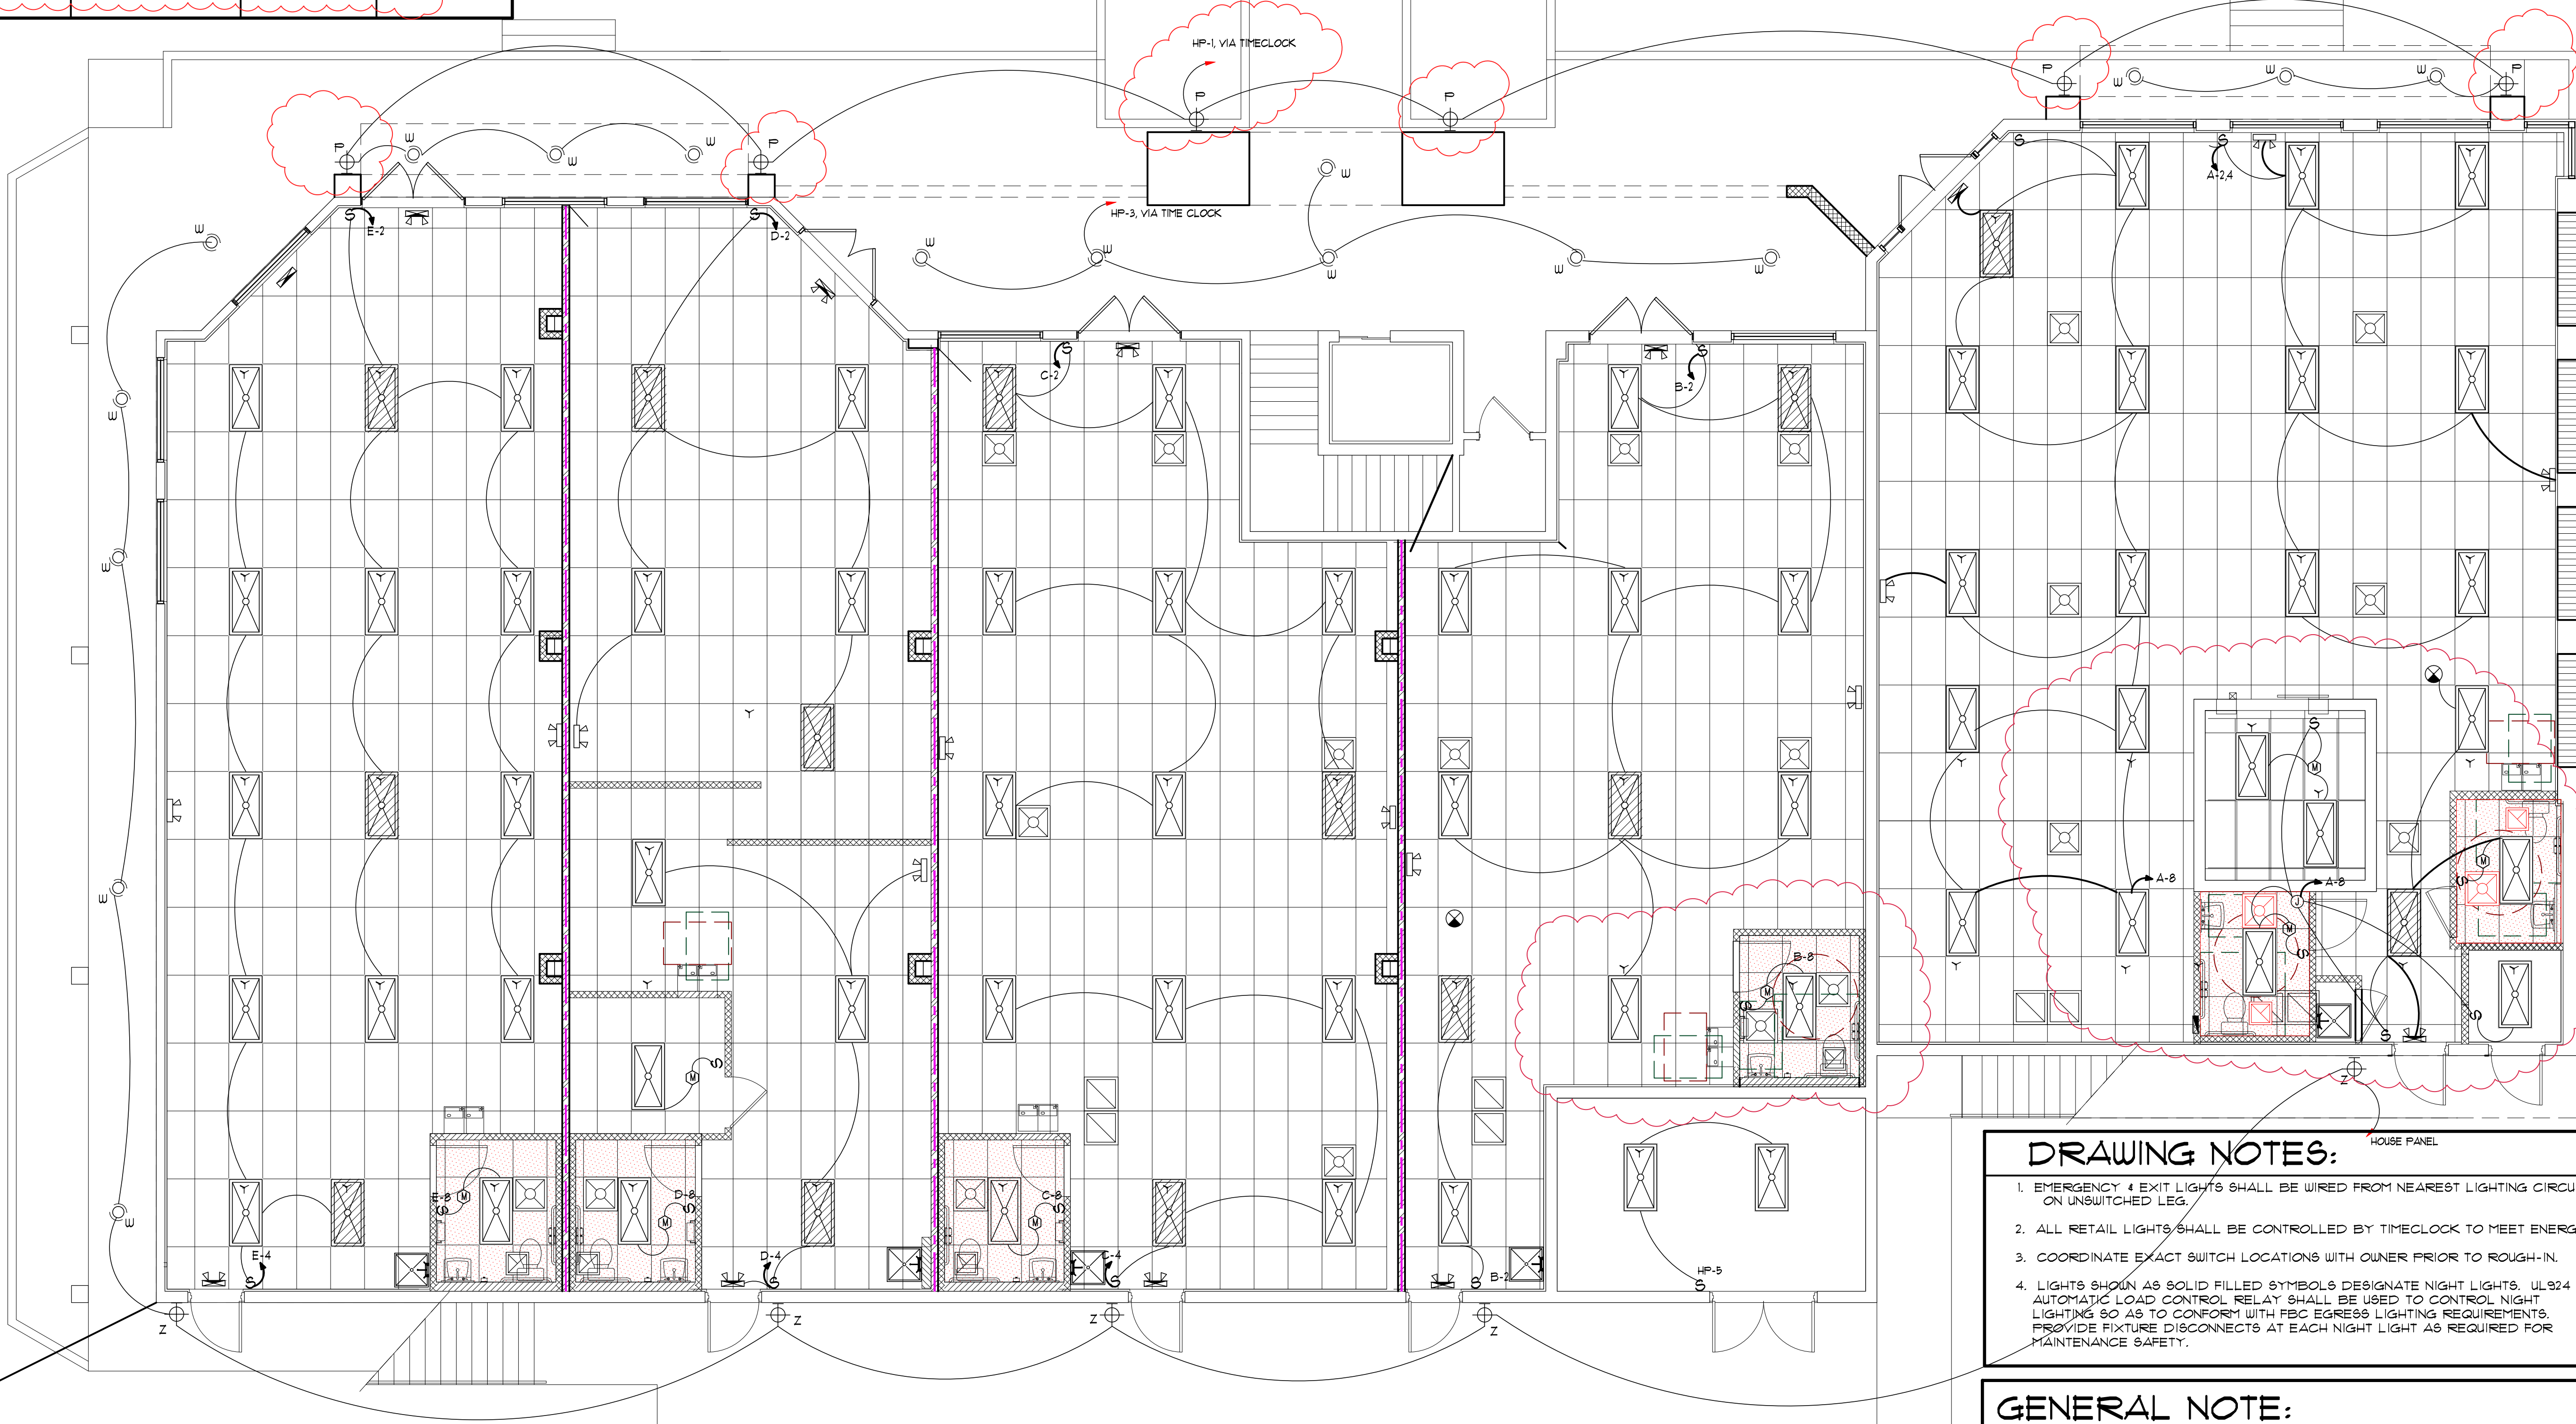 HP-1, VIA TIMECLOCK
P
P
P
P
W
W
W
P
P
W
W
W
W
HP-3, VIA TIME CLOCK
A-2,4
S
S
S
E-2
S
D-2
W
W
W
W
W
W
S
C-2
S
B-2
W
W
W
W
S
M
A-8
A-8
J
M
S
M
S
B-8
M
S
S
S
M
S
Z
HOUSE PANEL
E-8
M
S
D-8
M
S
C-8
M
S
HP-5
S
E-4
S
D-4
S
C-4
S
B-2
S
W
Z
Z
Z
Z
DRAWING NOTES:
1. EMERGENCY & EXIT LIGHTS SHALL BE WIRED FROM NEAREST LIGHTING CIRCU
ON UNSWITCHED LEG.
2. ALL RETAIL LIGHTS SHALL BE CONTROLLED BY TIMECLOCK TO MEET ENERG
3. COORDINATE EXACT SWITCH LOCATIONS WITH OWNER PRIOR TO ROUGH-IN.
4. LIGHTS SHOWN AS SOLID FILLED SYMBOLS DESIGNATE NIGHT LIGHTS. UL924
AUTOMATIC LOAD CONTROL RELAY SHALL BE USED TO CONTROL NIGHT
LIGHTING SO AS TO CONFORM WITH FBC EGRESS LIGHTING REQUIREMENTS.
PROVIDE FIXTURE DISCONNECTS AT EACH NIGHT LIGHT AS REQUIRED FOR
MAINTENANCE SAFETY.
GENERAL NOTE: